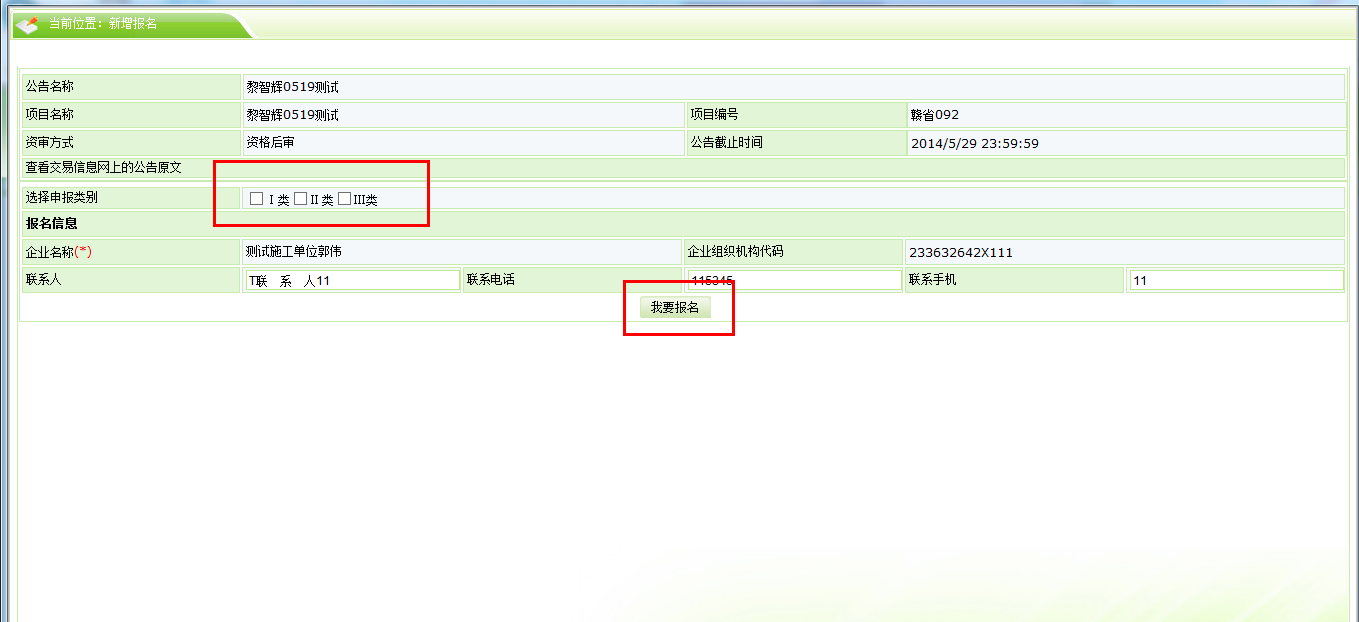 当前位置：新增报名
公告名称 黎智辉0519测试
项目名称 黎智辉0519测试 项目编号 赣省092
资审方式 资格后审 公告截止时间 2014/5/29 23:59:59
查看交易信息网上的公告原文
选择申报类别 I 类 II 类 III类
报名信息
企业名称(*) 测试施工单位郭伟 企业组织机构代码 233632642X111
联系人 T联 系 人11 联系电话 115345 联系手机 11
我要报名